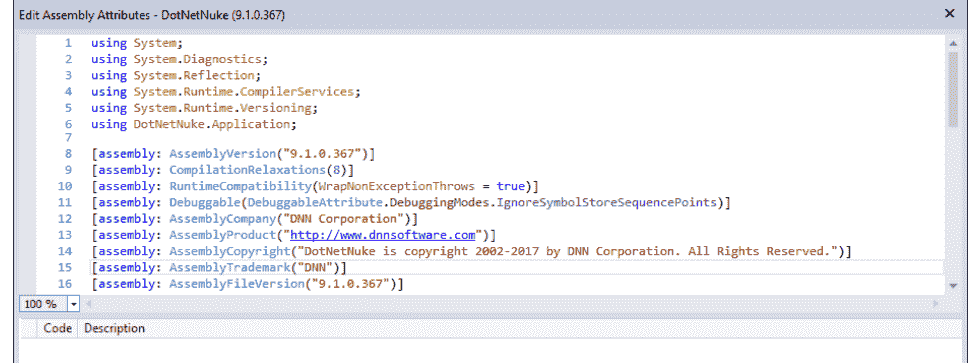 Edit Assembly Attributes - DotNetNuke (9.1.0.367)
1 using System;
2 using System.Diagnostics;
3 using System.Reflection;
4 using System.Runtime.CompilerServices;
5 using System.Runtime.Versioning;
6 using DotNetNuke.Application;
7
8 [assembly: AssemblyVersion("9.1.0.367")]
9 [assembly: CompilationRelaxations(8)]
10 [assembly: RuntimeCompatibility(WrapNonExceptionThrows = true)]
11 [assembly: Debuggable(DebuggableAttribute.DebuggingModes.IgnoreSymbolStoreSequencePoints)]
12 [assembly: AssemblyCompany("DNN Corporation")]
13 [assembly: AssemblyProduct("http://www.dnnsoftware.com")]
14 [assembly: AssemblyCopyright("DotNetNuke is copyright 2002-2017 by DNN Corporation. All Rights Reserved.")]
15 [assembly: AssemblyTrademark("DNN")]
16 [assembly: AssemblyFileVersion("9.1.0.367")]
100 %
Code Description